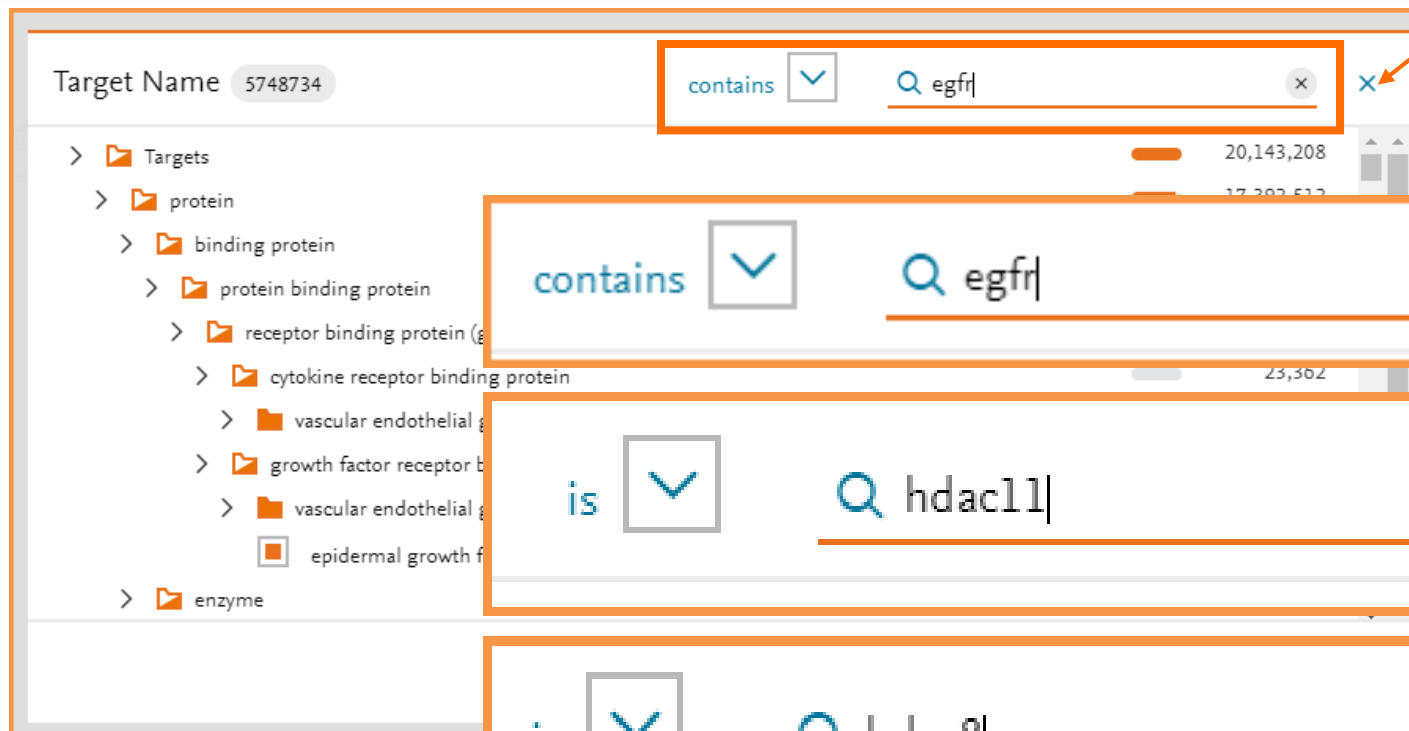 Target Name 5748734 contains egfr
Targets 20,143,208
protein
binding protein
contains egfr
protein binding protein
receptor binding protein
cytokine receptor binding protein 23,362
vascular endothelial
is hdac11
growth factor receptor
vascular endothelial
epidermal growth
enzyme